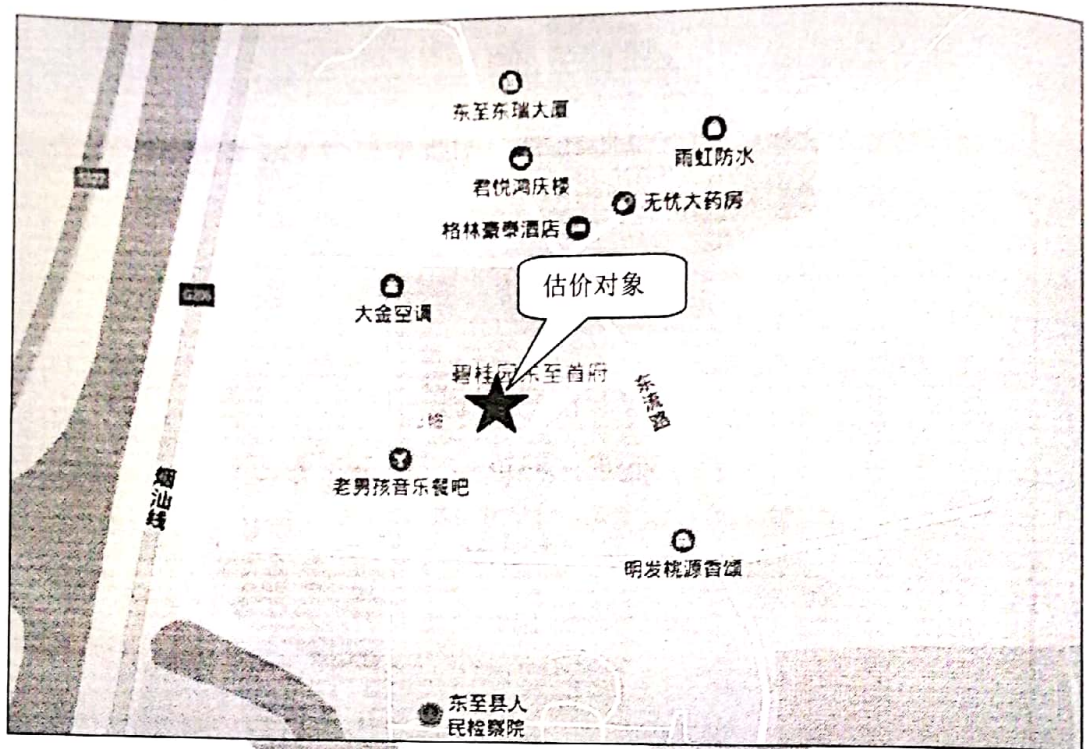 东至东瑞大厦
雨虹防水
君悦鸿庆楼
无忧大药房
格林豪泰酒店
估价对象
G206
大金空调
碧桂园东至首府
东流路
老男孩音乐餐吧
烟汕线
明发桃源香颂
东至县人
民检察院